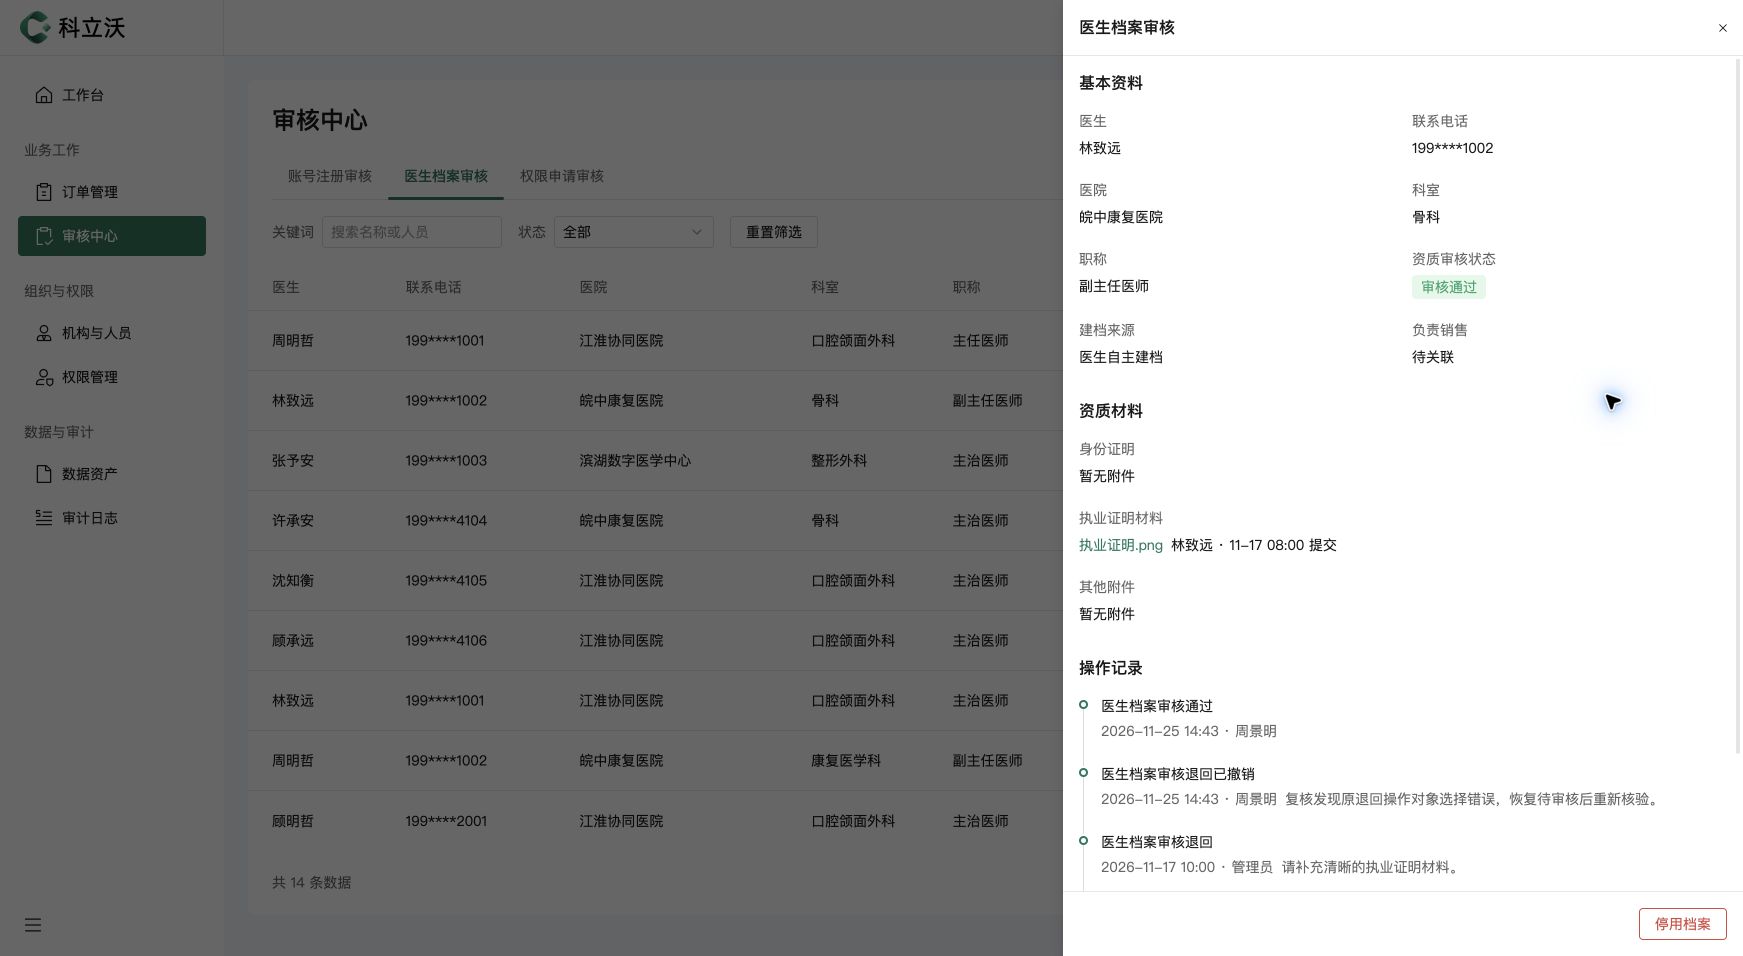 科立沃
工作台
业务工作
订单管理
审核中心
组织与权限
机构与人员
权限管理
数据与审计
数据资产
审计日志
审核中心
账号注册审核 医生档案审核 权限申请审核
关键词 搜索名称或人员 状态 全部 重置筛选
医生 联系电话 医院 科室 职称
周明哲 199****1001 江淮协同医院 口腔颌面外科 主任医师
林致远 199****1002 皖中康复医院 骨科 副主任医师
张予安 199****1003 滨湖数字医学中心 整形外科 主治医师
许承安 199****4104 皖中康复医院 骨科 主治医师
沈知衡 199****4105 江淮协同医院 口腔颌面外科 主治医师
顾承远 199****4106 江淮协同医院 口腔颌面外科 主治医师
林致远 199****1001 江淮协同医院 口腔颌面外科 主治医师
周明哲 199****1002 皖中康复医院 康复医学科 副主任医师
顾明哲 199****2001 江淮协同医院 口腔颌面外科 主治医师
共 14 条数据
医生档案审核
基本资料
医生 联系电话
林致远 199****1002
医院 科室
皖中康复医院 骨科
职称 资质审核状态
副主任医师 审核通过
建档来源 负责销售
医生自主建档 待关联
资质材料
身份证明
暂无附件
执业证明材料
执业证明.png 林致远 · 11-17 08:00 提交
其他附件
暂无附件
操作记录
医生档案审核通过
2026-11-25 14:43 · 周景明
医生档案审核退回已撤销
2026-11-25 14:43 · 周景明 复核发现原退回操作对象选择错误，恢复待审核后重新核验。
医生档案审核退回
2026-11-17 10:00 · 管理员 请补充清晰的执业证明材料。
停用档案